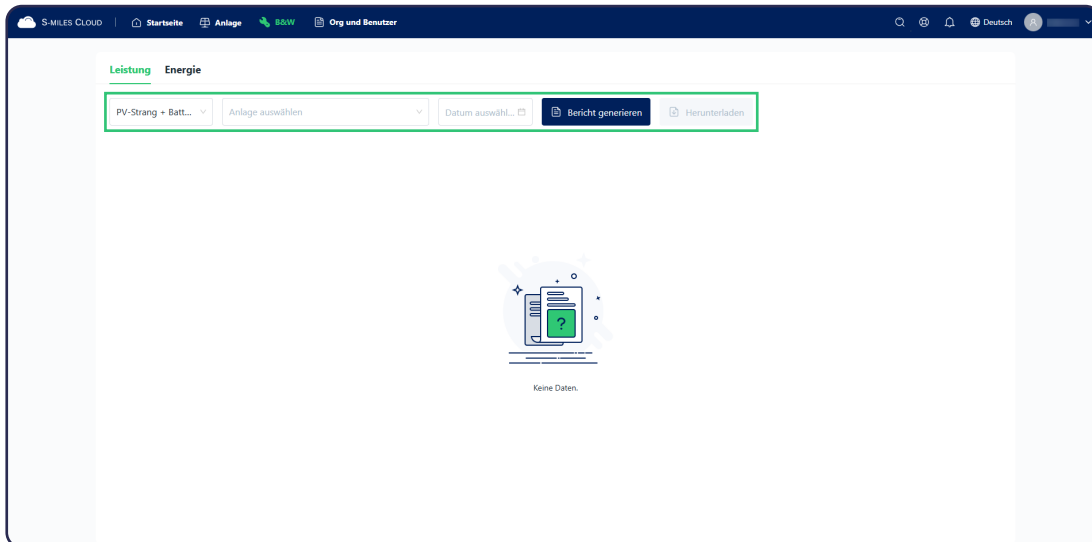 S-MILES CLOUD | Startseite Anlage B&W Org und Benutzer Deutsch A
Leistung Energie
PV-Strang + Batt... Anlage auswählen Datum auswähl... Bericht generieren Herunterladen
?
Keine Daten.